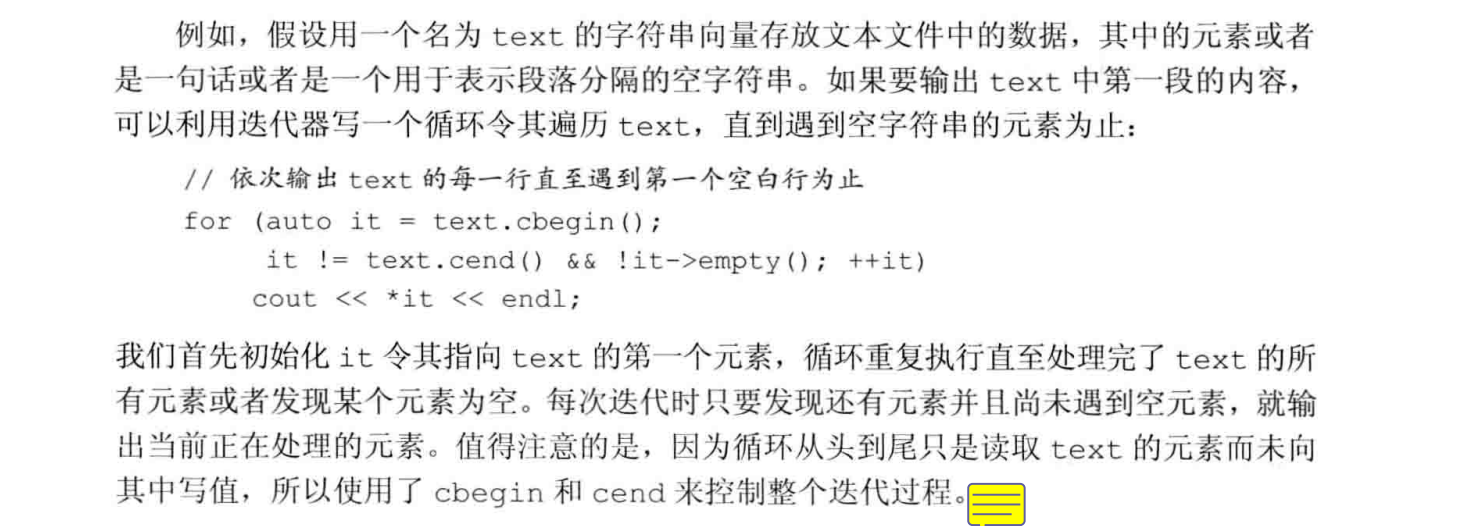 例如，假设用一个名为 text 的字符串向量存放文本文件中的数据，其中的元素或者
是一句话或者是一个用于表示段落分隔的空字符串。如果要输出 text 中第一段的内容，
可以利用迭代器写一个循环令其遍历 text，直到遇到空字符串的元素为止：
// 依次输出 text 的每一行直至遇到第一个空白行为止
for (auto it = text.cbegin();
it != text.cend() && !it->empty(); ++it)
cout << *it << endl;
我们首先初始化 it 令其指向 text 的第一个元素，循环重复执行直至处理完了 text 的所
有元素或者发现某个元素为空。每次迭代时只要发现还有元素并且尚未遇到空元素，就输
出当前正在处理的元素。值得注意的是，因为循环从头到尾只是读取 text 的元素而未向
其中写值，所以使用了 cbegin 和 cend 来控制整个迭代过程。